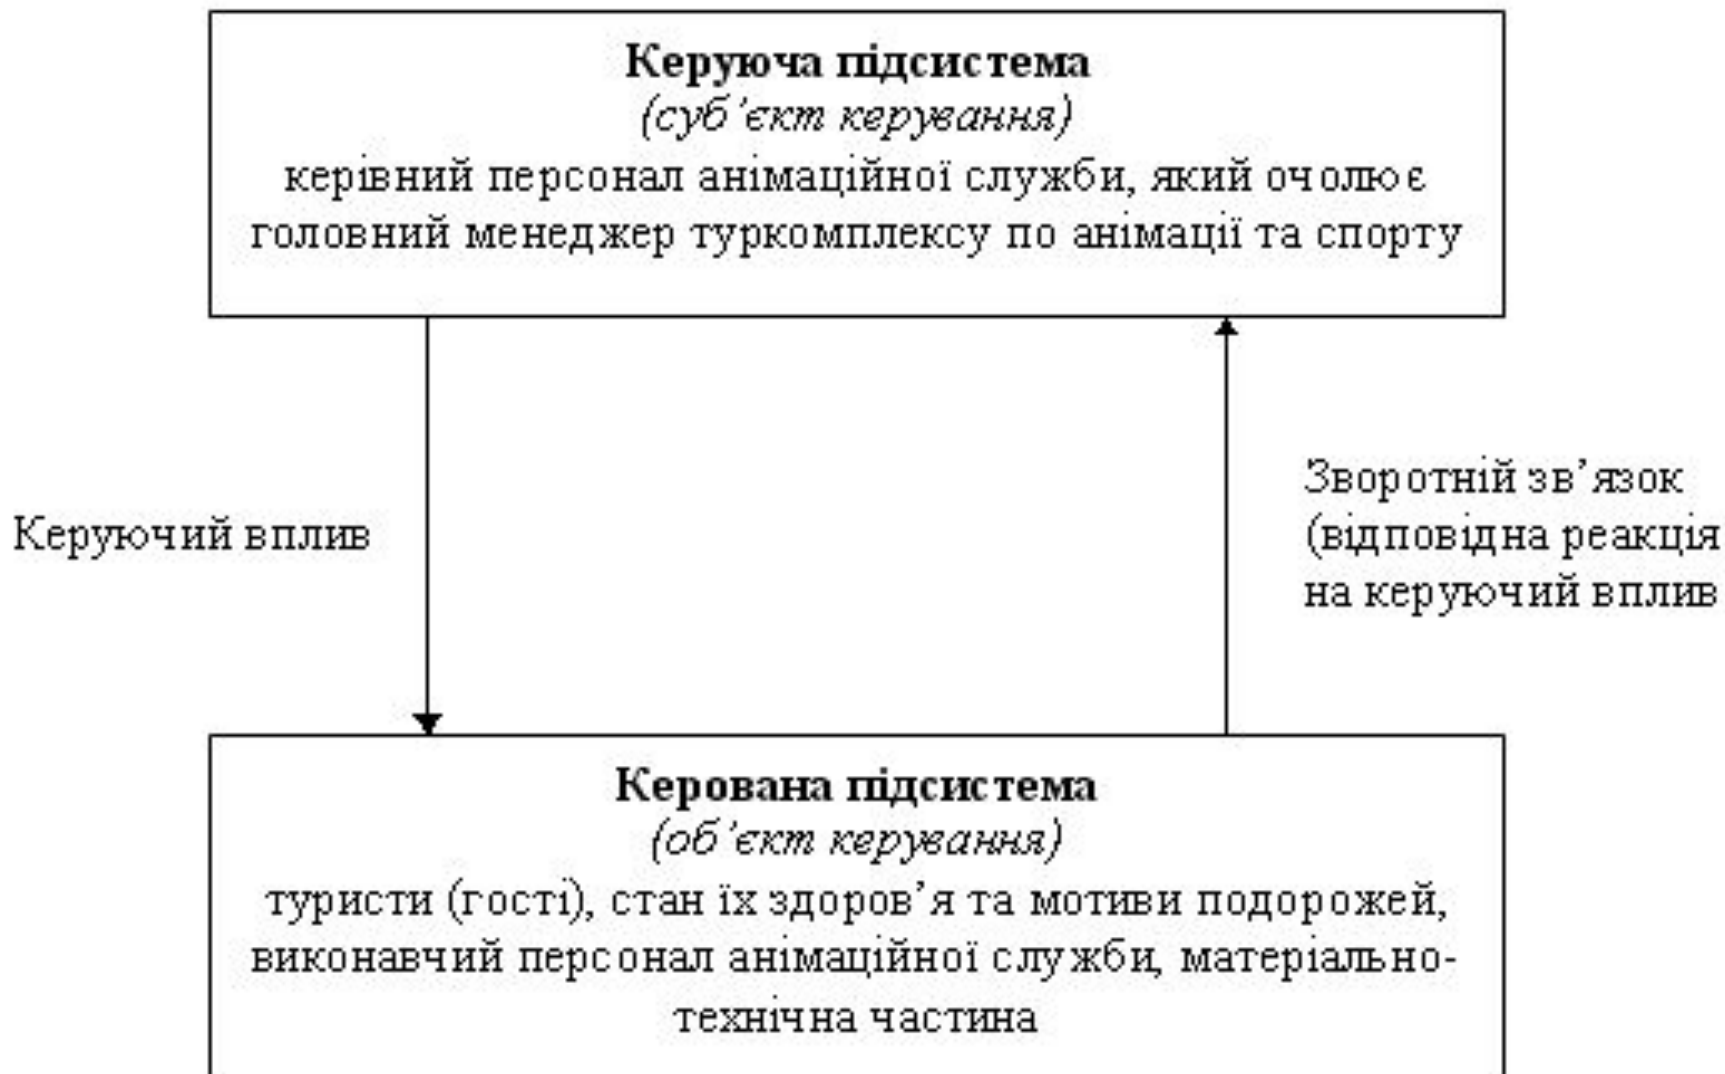 Керуюча підсистема
(суб’єкт керування)
керівний персонал анімаційної служби, який очолює
головний менеджер туркомплексу по анімації та спорту
Керуючий вплив
Зворотній зв’язок
(відповідна реакція
на керуючий вплив
Керована підсистема
(об’єкт керування)
туристи (гості), стан їх здоров’я та мотиви подорожей,
виконавчий персонал анімаційної служби, матеріально-
технічна частина